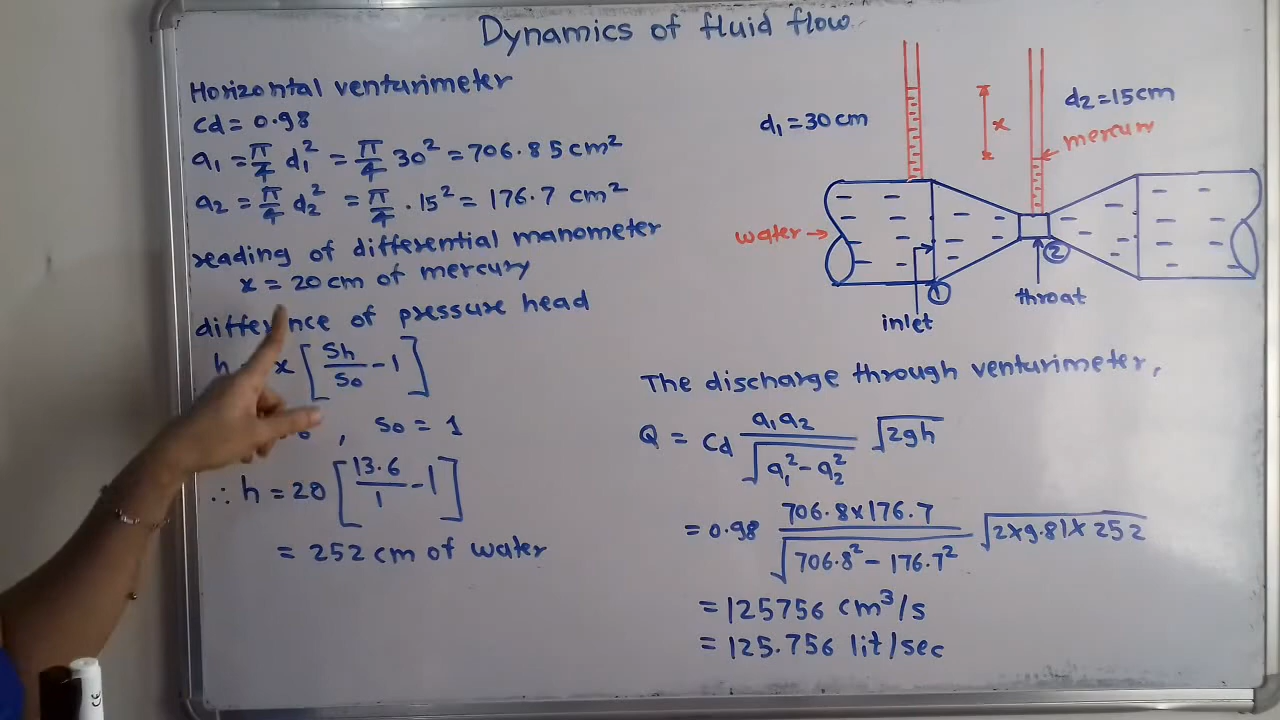 Dynamics of fluid flow
Horizontal venturimeter
Cd = 0.98
a₁ = π/4 d₁² = π/4 30² = 706.85 cm²
a₂ = π/4 d₂² = π/4 . 15² = 176.7 cm²
reading of differential manometer
x = 20 cm of mercury
difference of pressure head
h x [Sh/So - 1]
, So = 1
∴ h = 20 [13.6/1 - 1]
= 252 cm of water
d₁ = 30 cm
x
d₂ = 15 cm
mercury
water
①
②
inlet
throat
The discharge through venturimeter,
Q = Cd a₁a₂/√(a₁² - a₂²) √2gh
= 0.98 706.8x176.7/√(706.8² - 176.7²) √2x9.81x252
= 125756 cm³/s
= 125.756 lit/sec